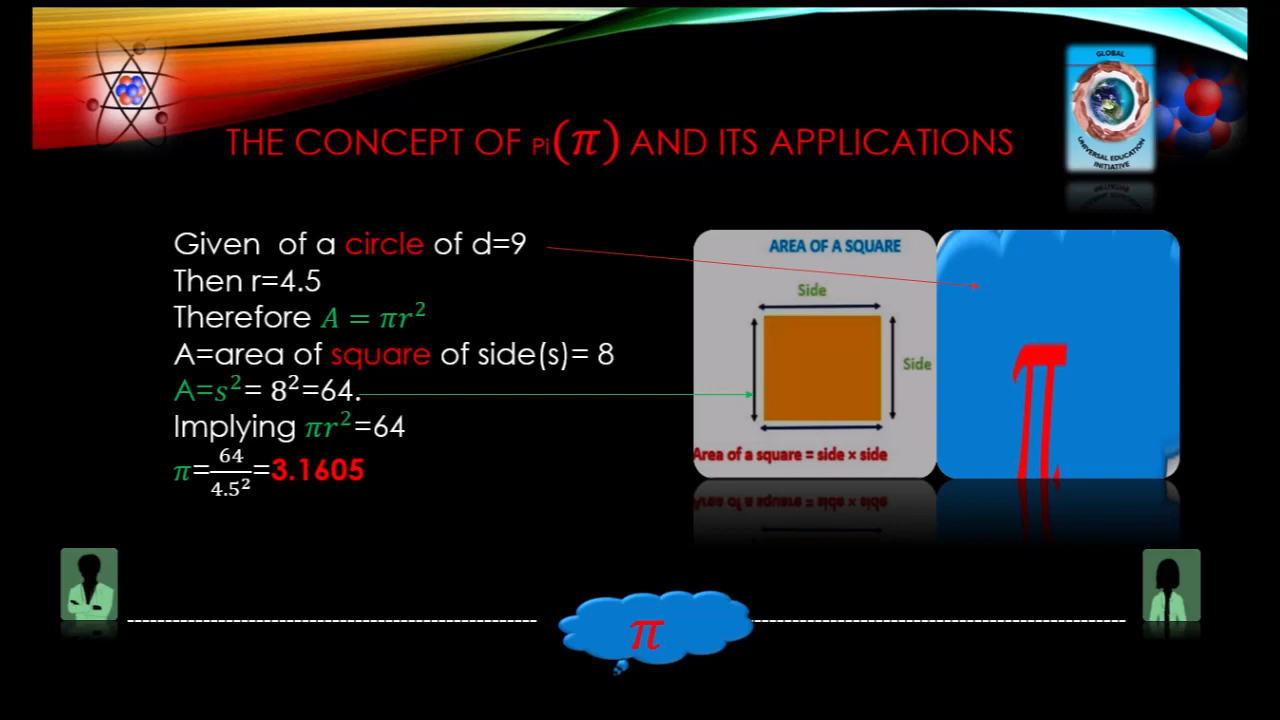 GLOBAL
UNIVERSAL EDUCATION
INITIATIVE
THE CONCEPT OF Pi(π) AND ITS APPLICATIONS
Given of a circle of d=9
Then r=4.5
Therefore A = πr²
A=area of square of side(s)= 8
A=s²= 8²=64.
Implying πr²=64
π=64/4.5²=3.1605
AREA OF A SQUARE
Side
Side
Area of a square = side × side
π
π